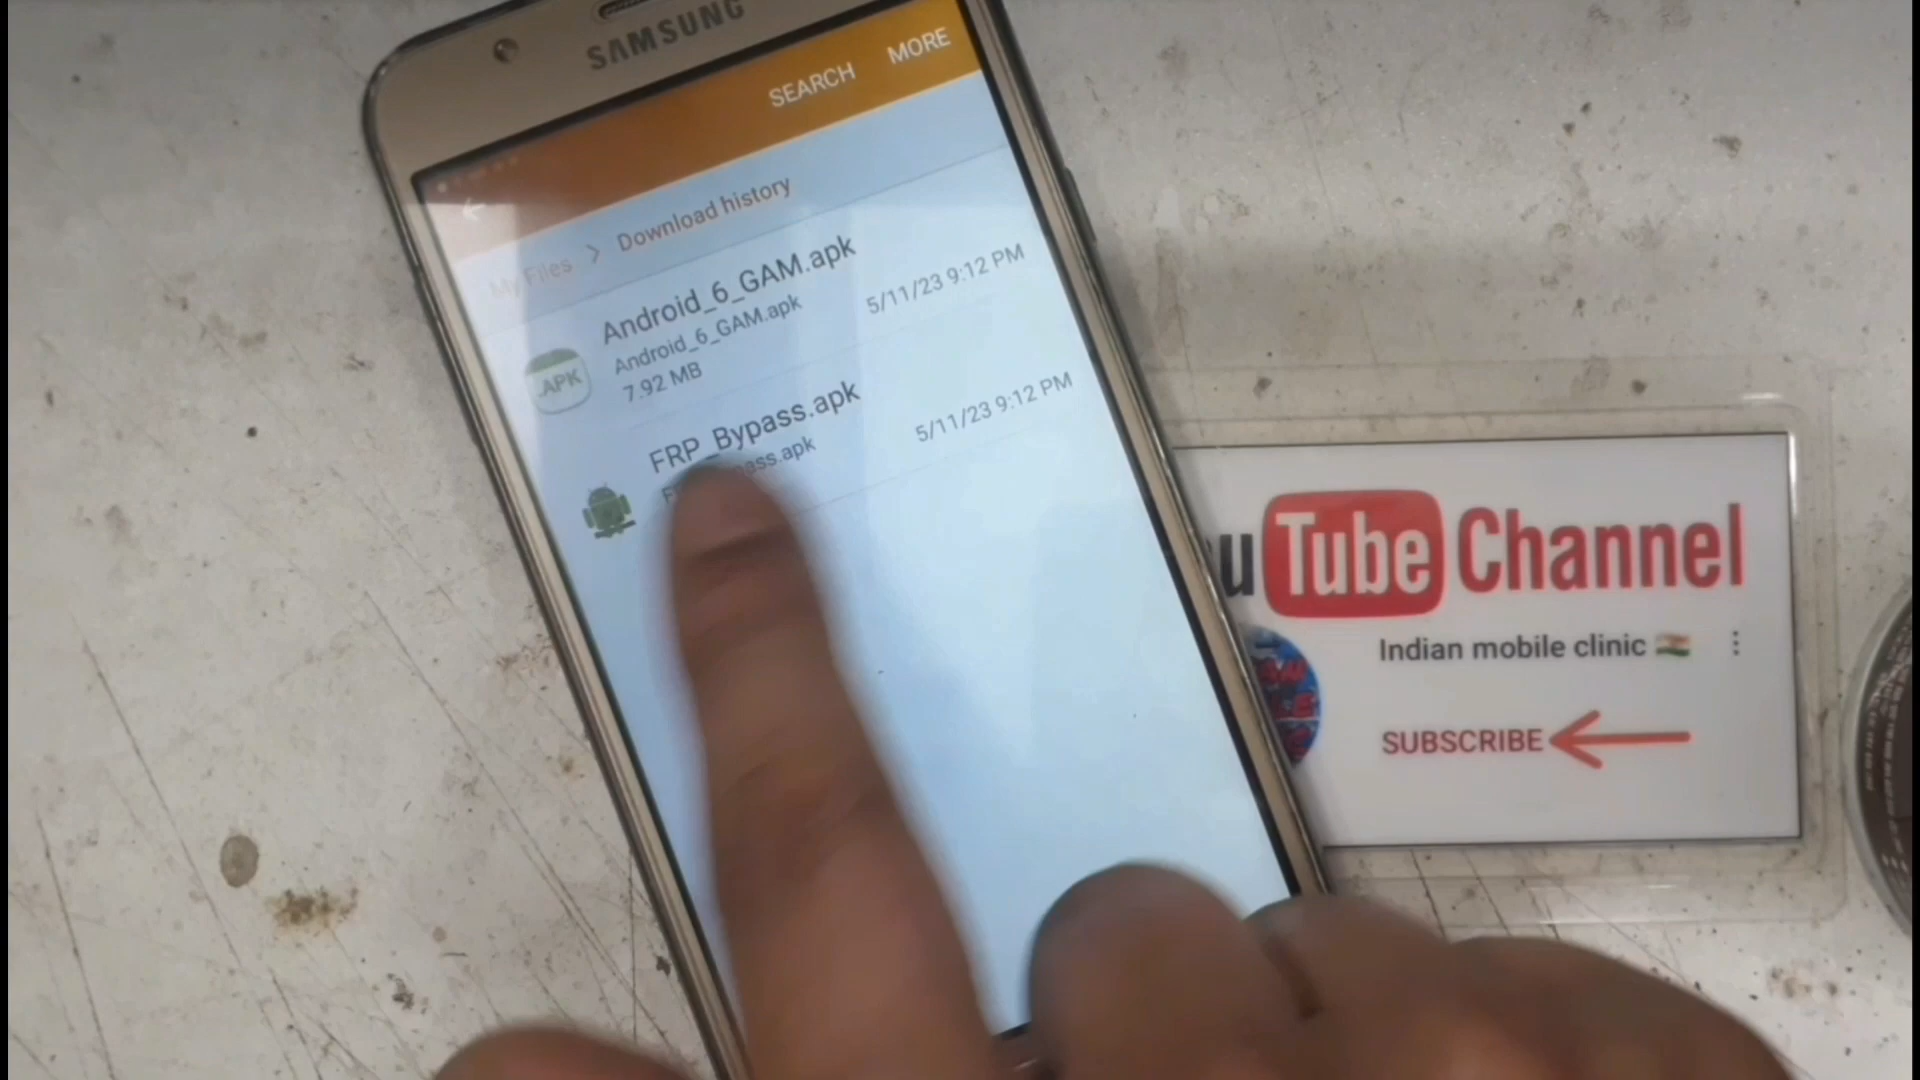 SAMSUNG
SEARCH MORE
My Files > Download history
Android_6_GAM.apk
Android_6_GAM.apk
5/11/23 9:12 PM
7.92 MB
.APK
FRP_Bypass.apk
5/11/23 9:12 PM
uTube Channel
Indian mobile clinic
SUBSCRIBE